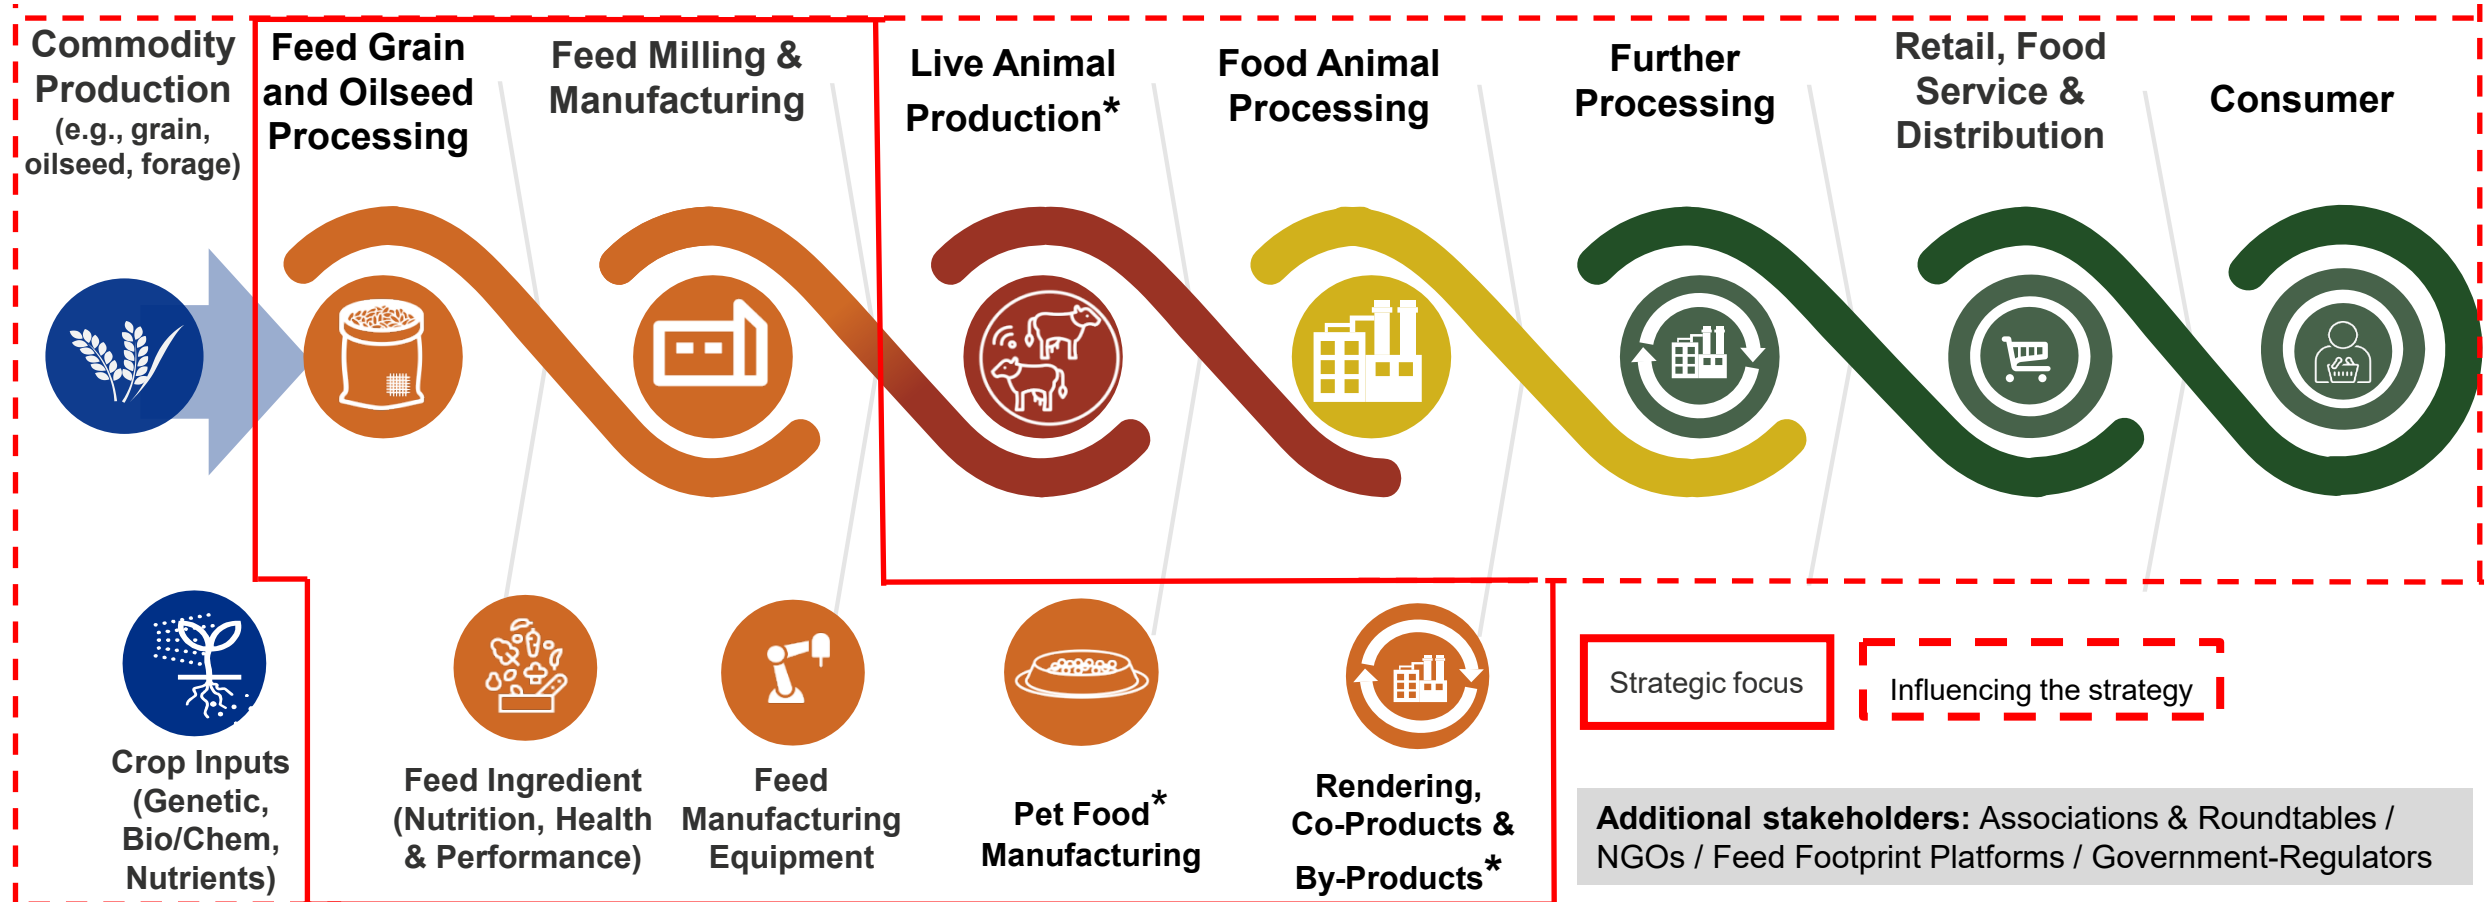 Commodity
Production
(e.g., grain,
oilseed, forage)
Feed Grain
and Oilseed
Processing
Feed Milling &
Manufacturing
Live Animal
Production*
Food Animal
Processing
Further
Processing
Retail, Food
Service &
Distribution
Consumer
Crop Inputs
(Genetic,
Bio/Chem,
Nutrients)
Feed Ingredient
(Nutrition, Health
& Performance)
Feed
Manufacturing
Equipment
Pet Food*
Manufacturing
Rendering,
Co-Products &
By-Products*
Strategic focus
Influencing the strategy
Additional stakeholders: Associations & Roundtables /
NGOs / Feed Footprint Platforms / Government-Regulators